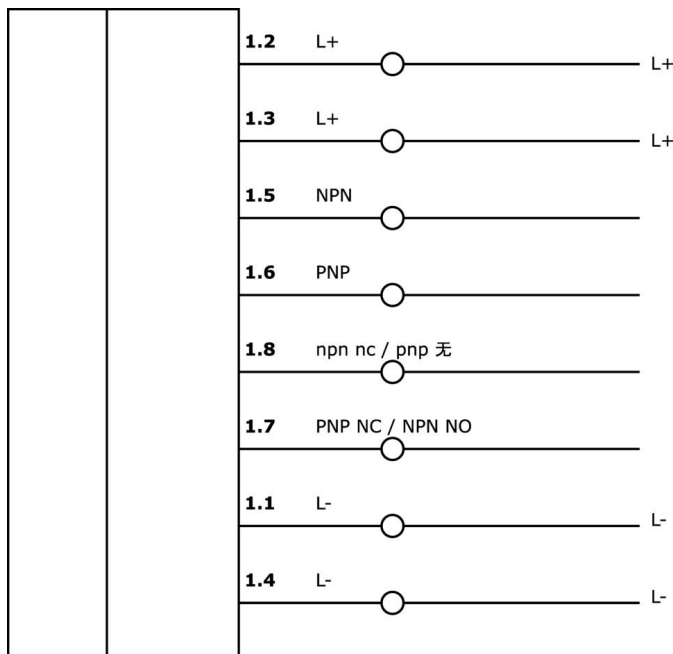 1.2 L+ L+
1.3 L+ L+
1.5 NPN
1.6 PNP
1.8 npn nc / pnp 无
1.7 PNP NC / NPN NO
1.1 L- L-
1.4 L- L-